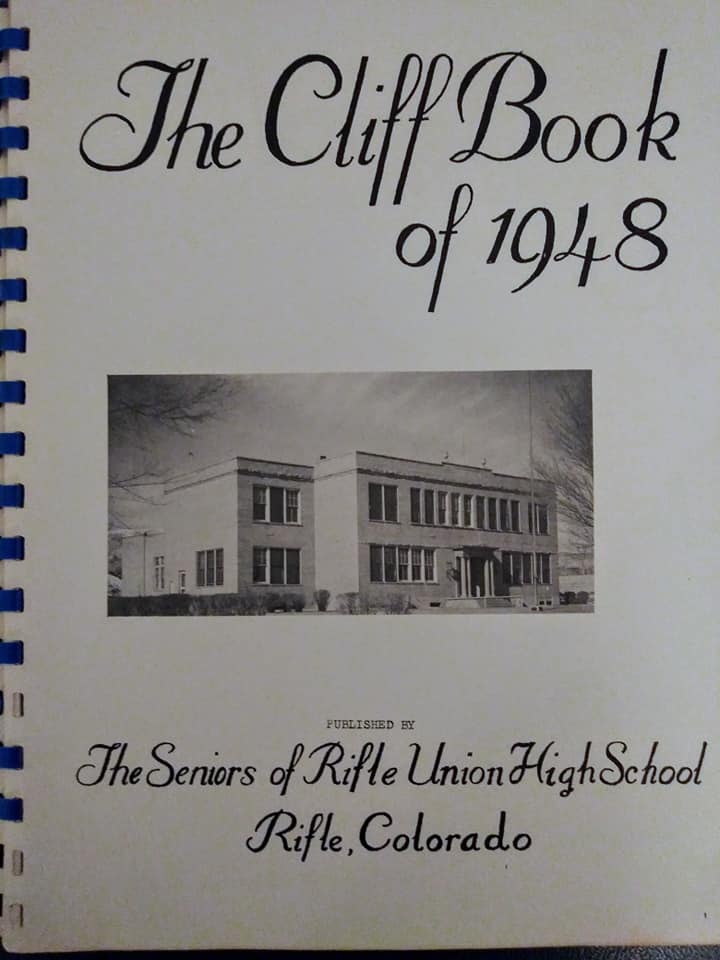 The Cliff Book
of 1948
PUBLISHED BY
The Seniors of Rifle Union High School
Rifle, Colorado